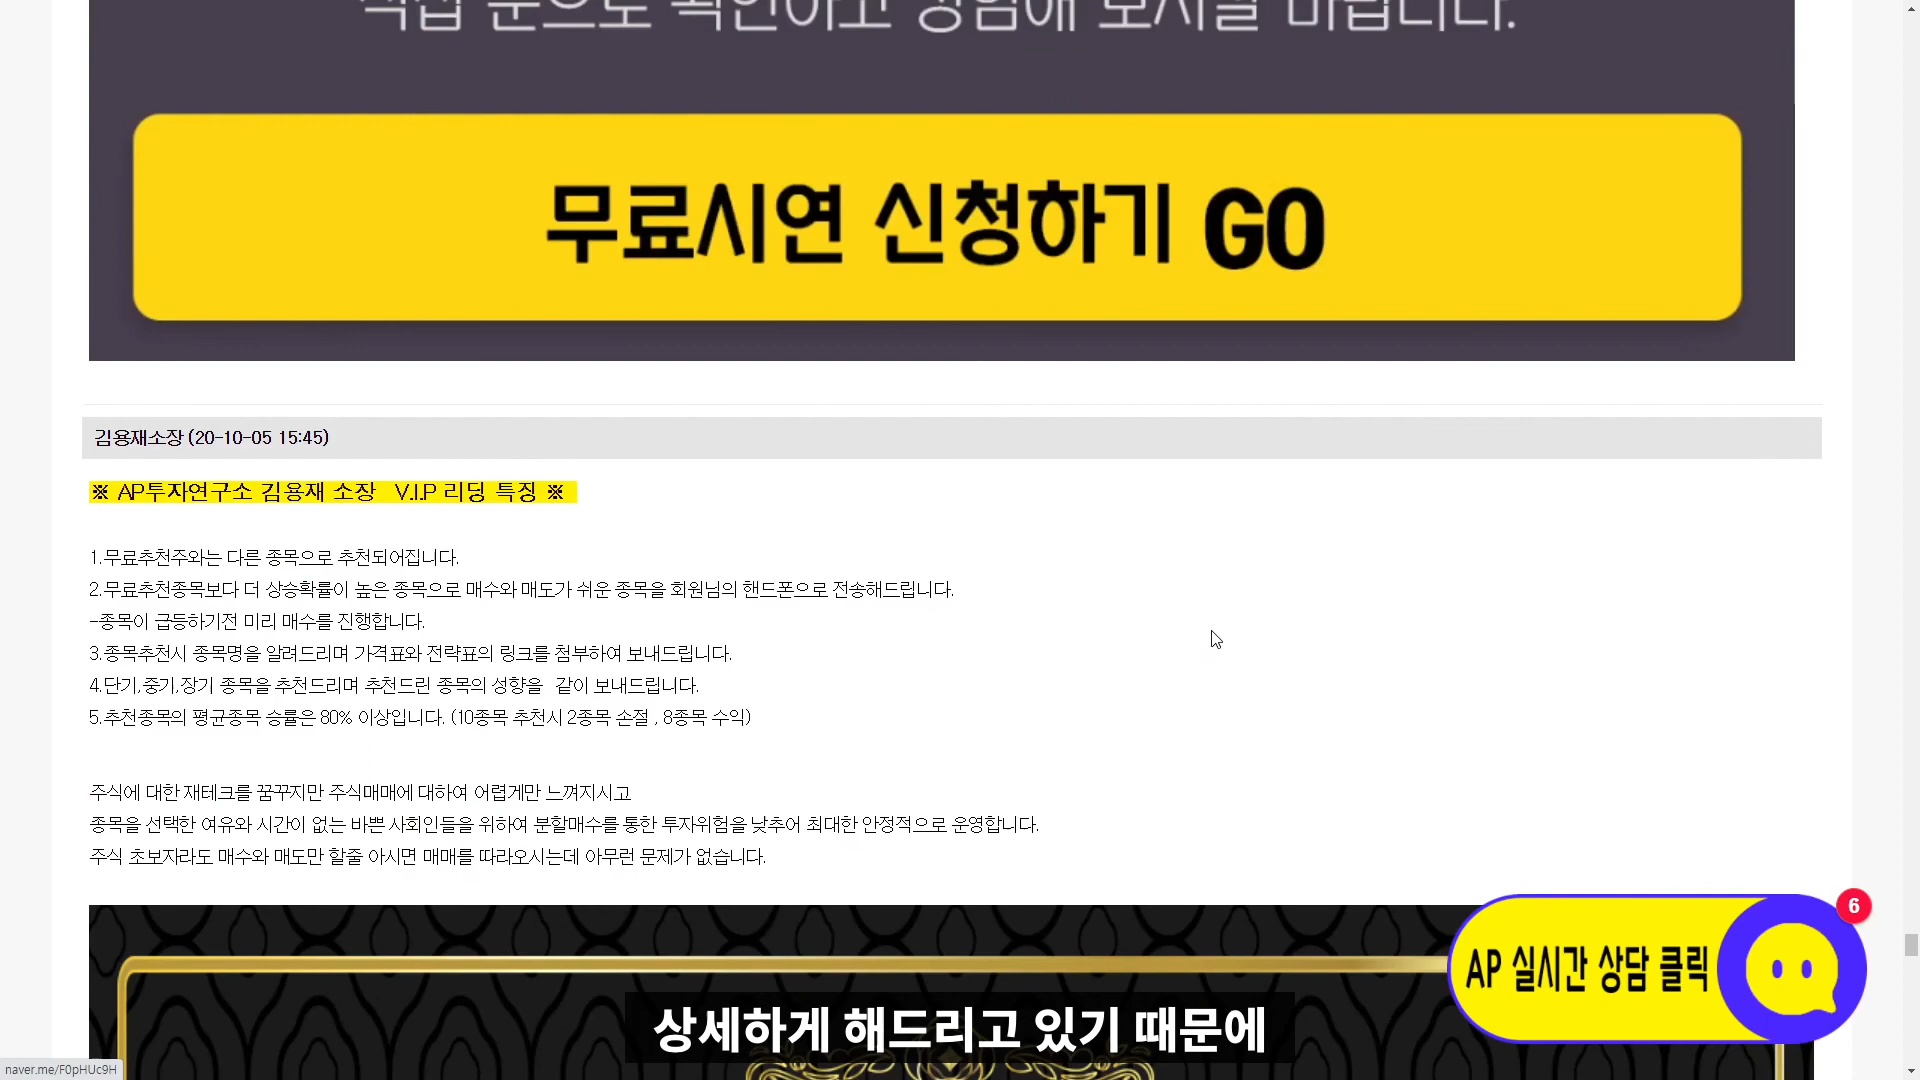 직접 눈으로 확인하고 경험해 보시길 바랍니다.
무료시연 신청하기 GO
김용재소장 (20-10-05 15:45)
※ AP투자연구소 김용재 소장 V.I.P 리딩 특징 ※
1.무료추천주와는 다른 종목으로 추천되어집니다.
2.무료추천종목보다 더 상승확률이 높은 종목으로 매수와 매도가 쉬운 종목을 회원님의 핸드폰으로 전송해드립니다.
-종목이 급등하기전 미리 매수를 진행합니다.
3.종목추천시 종목명을 알려드리며 가격표와 전략표의 링크를 첨부하여 보내드립니다.
4.단기,중기,장기 종목을 추천드리며 추천드린 종목의 성향을 같이 보내드립니다.
5.추천종목의 평균종목 승률은 80% 이상입니다. (10종목 추천시 2종목 손절 , 8종목 수익)
주식에 대한 재테크를 꿈꾸지만 주식매매에 대하여 어렵게만 느껴지시고
종목을 선택한 여유와 시간이 없는 바쁜 사회인들을 위하여 분할매수를 통한 투자위험을 낮추어 최대한 안정적으로 운영합니다.
주식 초보자라도 매수와 매도만 할줄 아시면 매매를 따라오시는데 아무런 문제가 없습니다.
6
AP 실시간 상담 클릭
상세하게 해드리고 있기 때문에
naver.me/F0pHUc9H